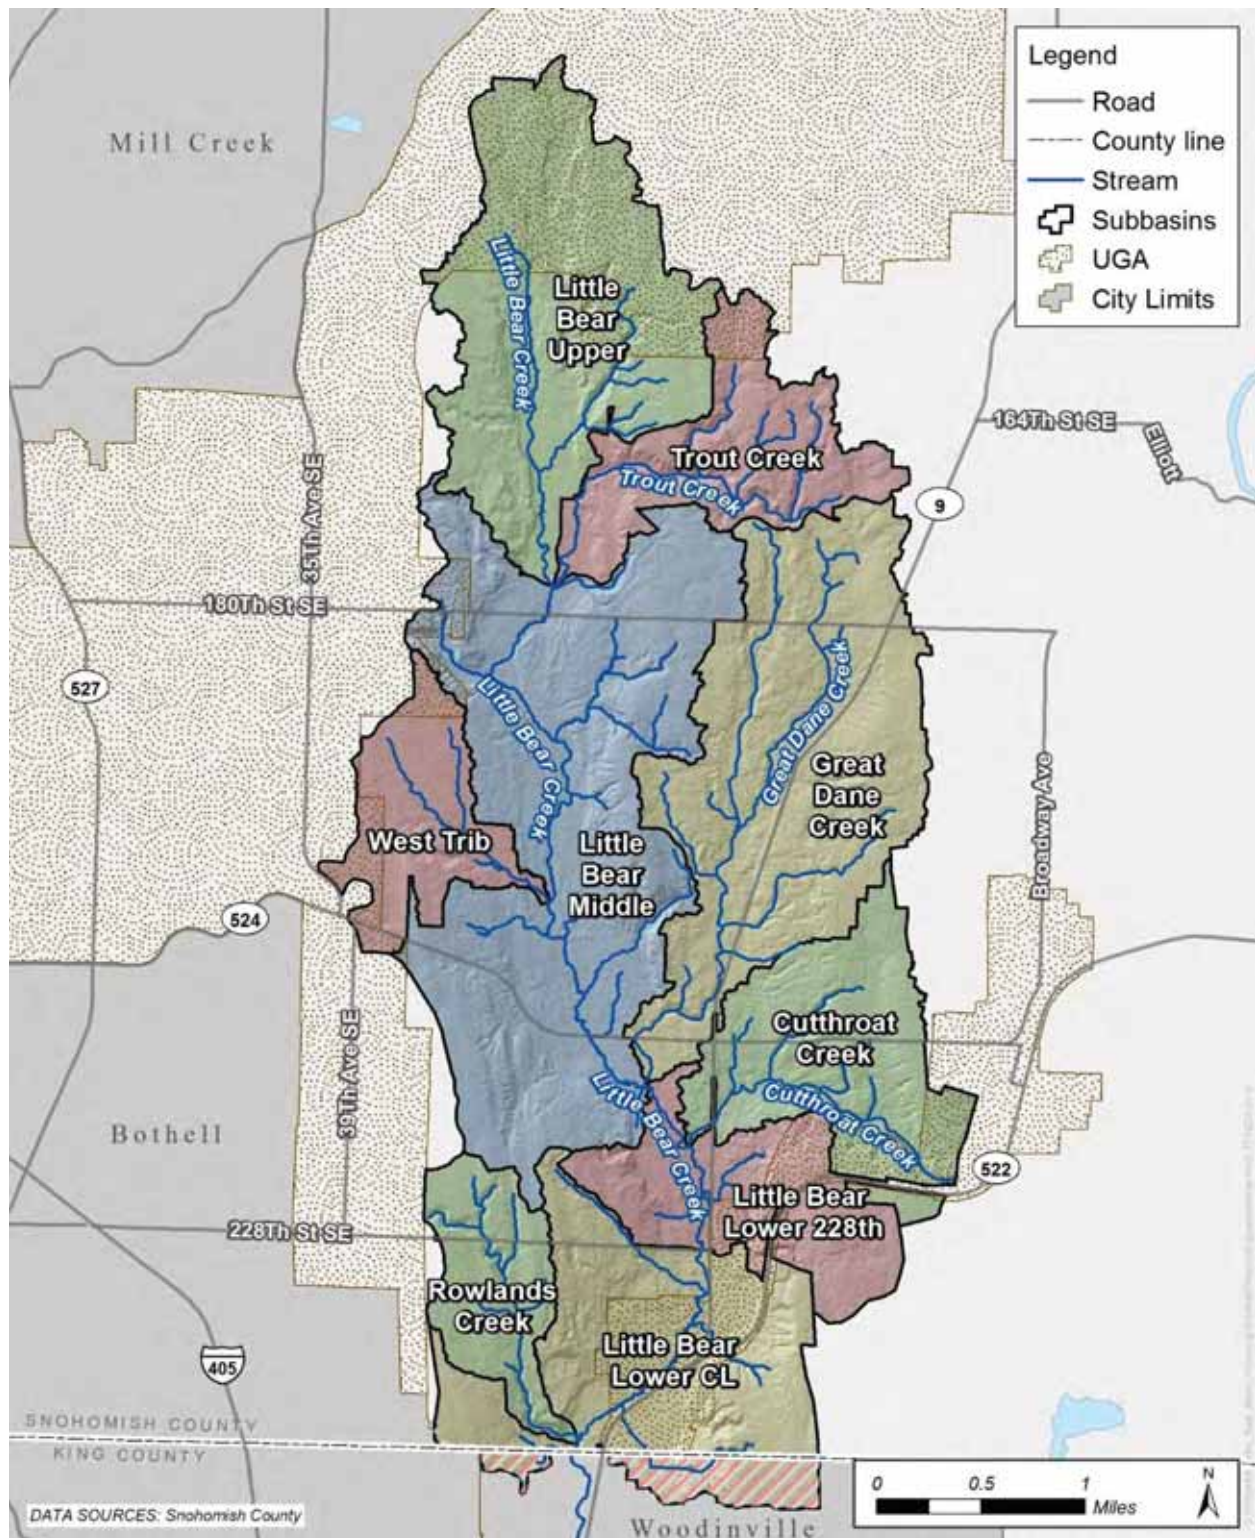 Legend
Road
County line
Stream
Subbasins
UGA
City Limits
Mill Creek
Little Bear Creek
Little
Bear
Upper
Trout Creek
Trout Creek
164Th St SE
Elliott
9
35Th Ave SE
180Th St SE
527
Little Bear Creek
Great Dane Creek
Great
Dane
Creek
Broadway Ave
West Trib
Little
Bear
Middle
524
Cutthroat
Creek
39Th Ave SE
Little Bear Creek
Cutthroat Creek
Bothell
522
Little Bear
Lower 228th
228Th St SE
Rowlands
Creek
Little Bear
Lower CL
405
SNOHOMISH COUNTY
KING COUNTY
0 0.5 1
Miles
N
DATA SOURCES: Snohomish County
Woodinville